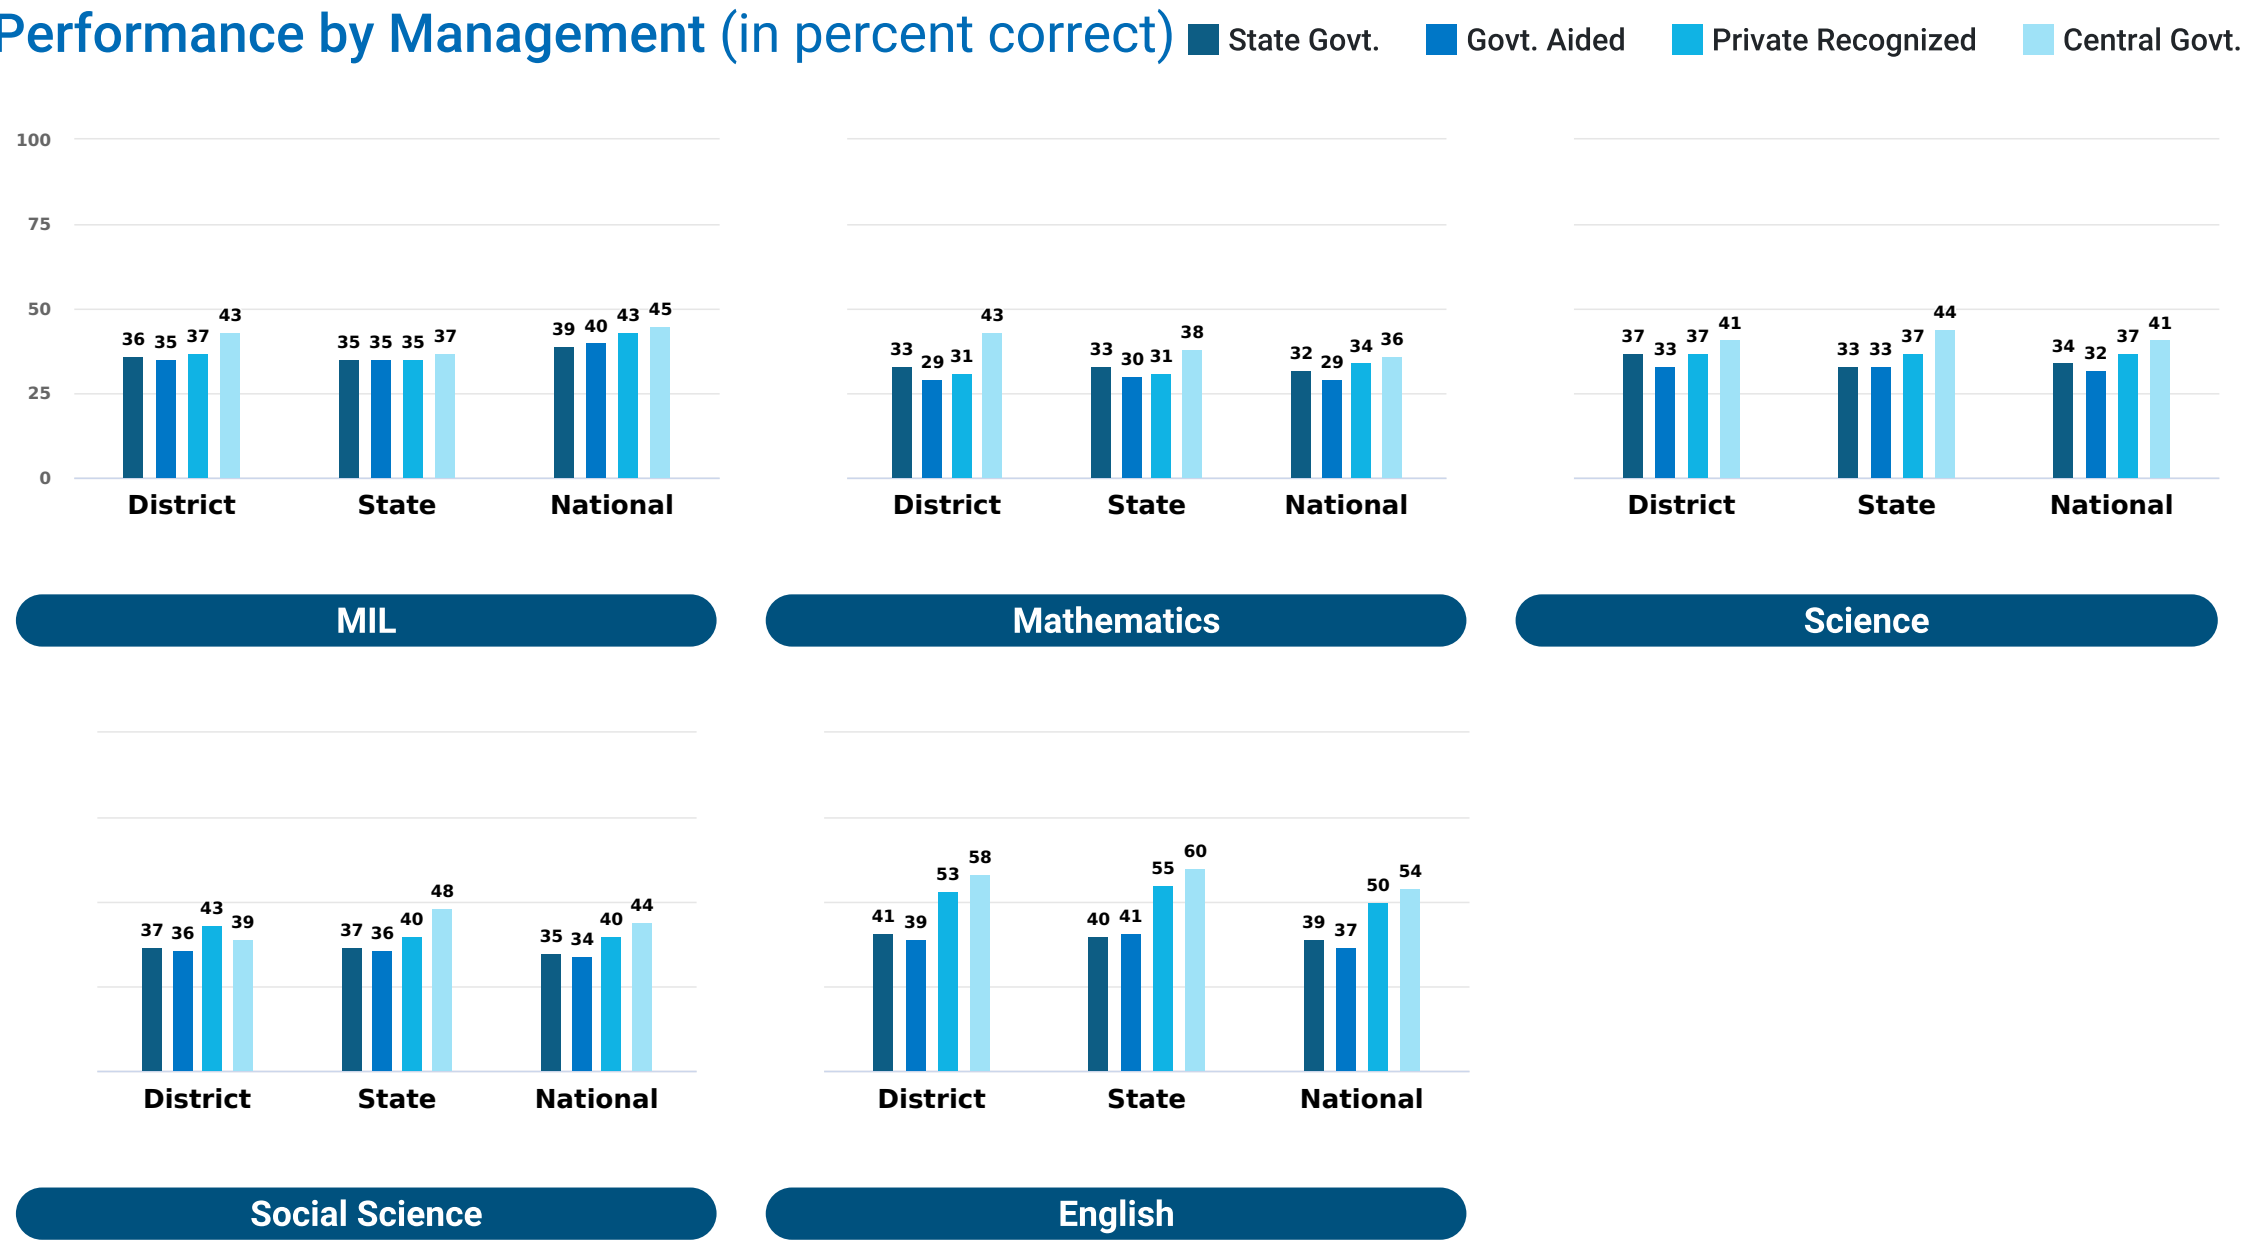 Performance by Management (in percent correct) State Govt. Govt. Aided Private Recognized Central Govt.
100
75
50
25
0
36 35 37 43 35 35 35 37 39 40 43 45
District State National
MIL
33 29 31 43 33 30 31 38 32 29 34 36
District State National
Mathematics
37 33 37 41 33 33 37 44 34 32 37 41
District State National
Science
37 36 43 39 37 36 40 48 35 34 40 44
District State National
Social Science
41 39 53 58 40 41 55 60 39 37 50 54
District State National
English